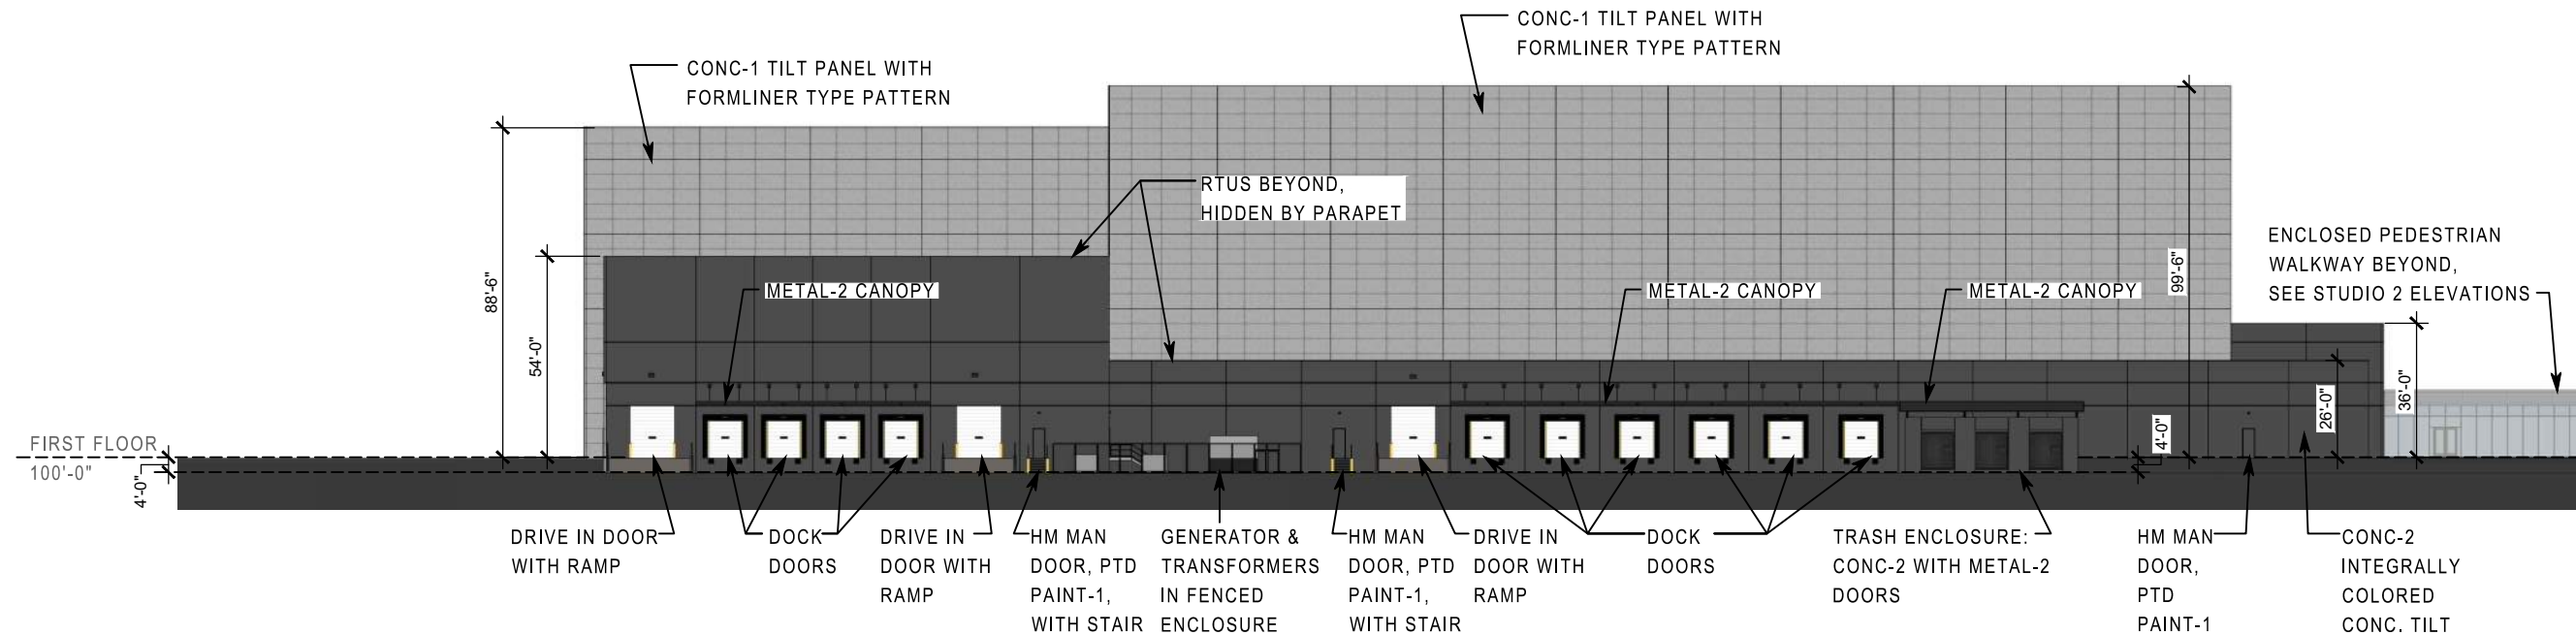 CONC-1 TILT PANEL WITH
FORMLINER TYPE PATTERN
CONC-1 TILT PANEL WITH
FORMLINER TYPE PATTERN
RTUS BEYOND,
HIDDEN BY PARAPET
ENCLOSED PEDESTRIAN
WALKWAY BEYOND,
SEE STUDIO 2 ELEVATIONS
METAL-2 CANOPY
METAL-2 CANOPY
METAL-2 CANOPY
88'-6"
54'-0"
99'-6"
26'-0"
36'-0"
4'-0"
FIRST FLOOR
100'-0"
4'-0"
DRIVE IN DOOR
WITH RAMP
DOCK
DOORS
DRIVE IN
DOOR WITH
RAMP
HM MAN
DOOR, PTD
PAINT-1,
WITH STAIR
GENERATOR &
TRANSFORMERS
IN FENCED
ENCLOSURE
HM MAN
DOOR, PTD
PAINT-1,
WITH STAIR
DRIVE IN
DOOR WITH
RAMP
DOCK
DOORS
TRASH ENCLOSURE:
CONC-2 WITH METAL-2
DOORS
HM MAN
DOOR,
PTD
PAINT-1
CONC-2
INTEGRALLY
COLORED
CONC. TILT